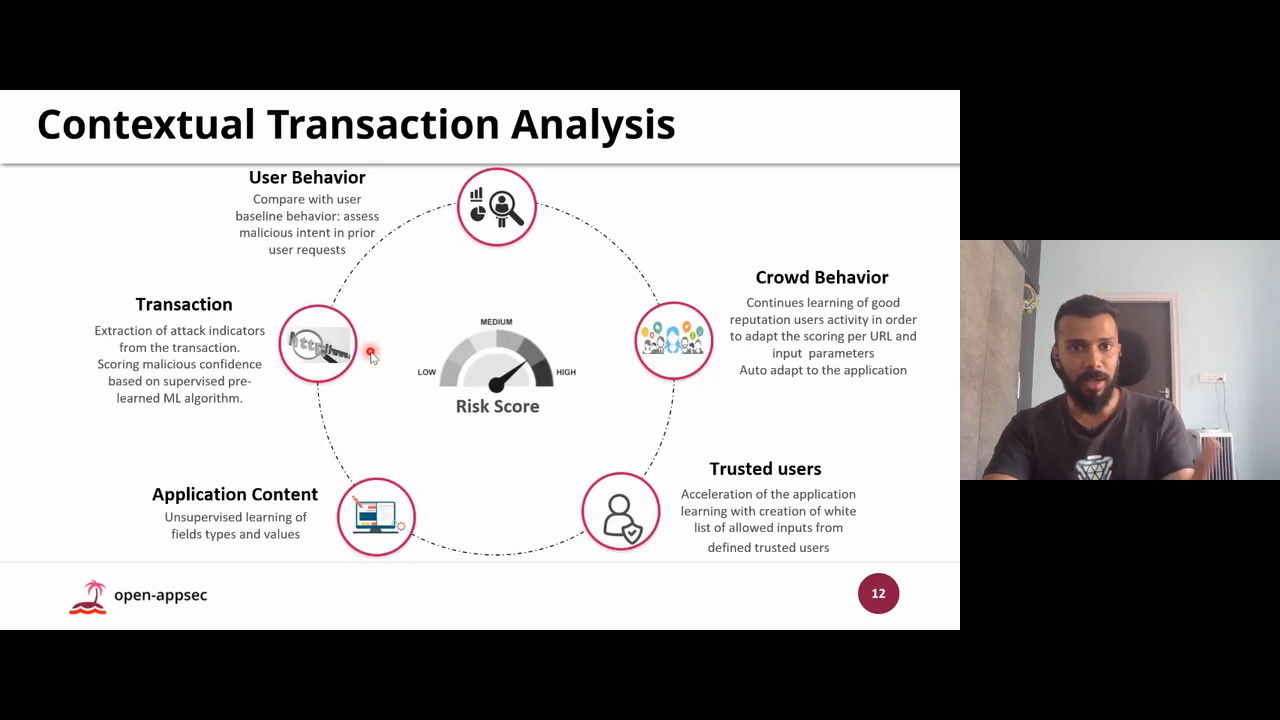 Contextual Transaction Analysis
User Behavior
Compare with user
baseline behavior: assess
malicious intent in prior
user requests
Transaction
Extraction of attack indicators
from the transaction.
Scoring malicious confidence
based on supervised pre-
learned ML algorithm.
http://www.
Application Content
Unsupervised learning of
fields types and values
LOW
MEDIUM
HIGH
Risk Score
Crowd Behavior
Continues learning of good
reputation users activity in order
to adapt the scoring per URL and
input parameters
Auto adapt to the application
Trusted users
Acceleration of the application
learning with creation of white
list of allowed inputs from
defined trusted users
open-appsec
12